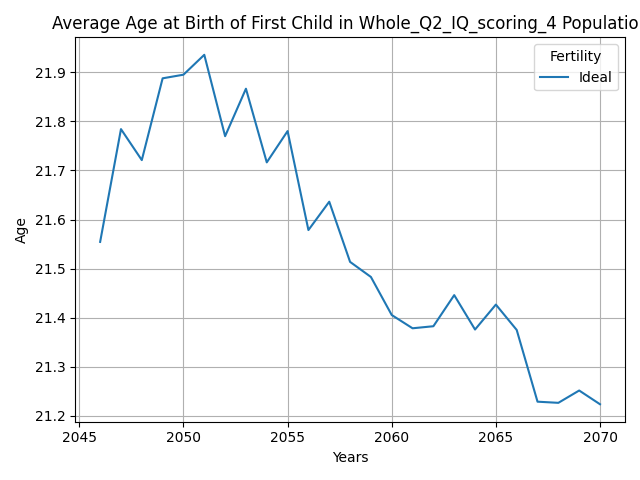 Average Age at Birth of First Child in Whole_Q2_IQ_scoring_4 Populatio
Fertility
Ideal
21.9
21.8
21.7
21.6
21.5
21.4
21.3
21.2
Age
2045
2050
2055
2060
2065
2070
Years